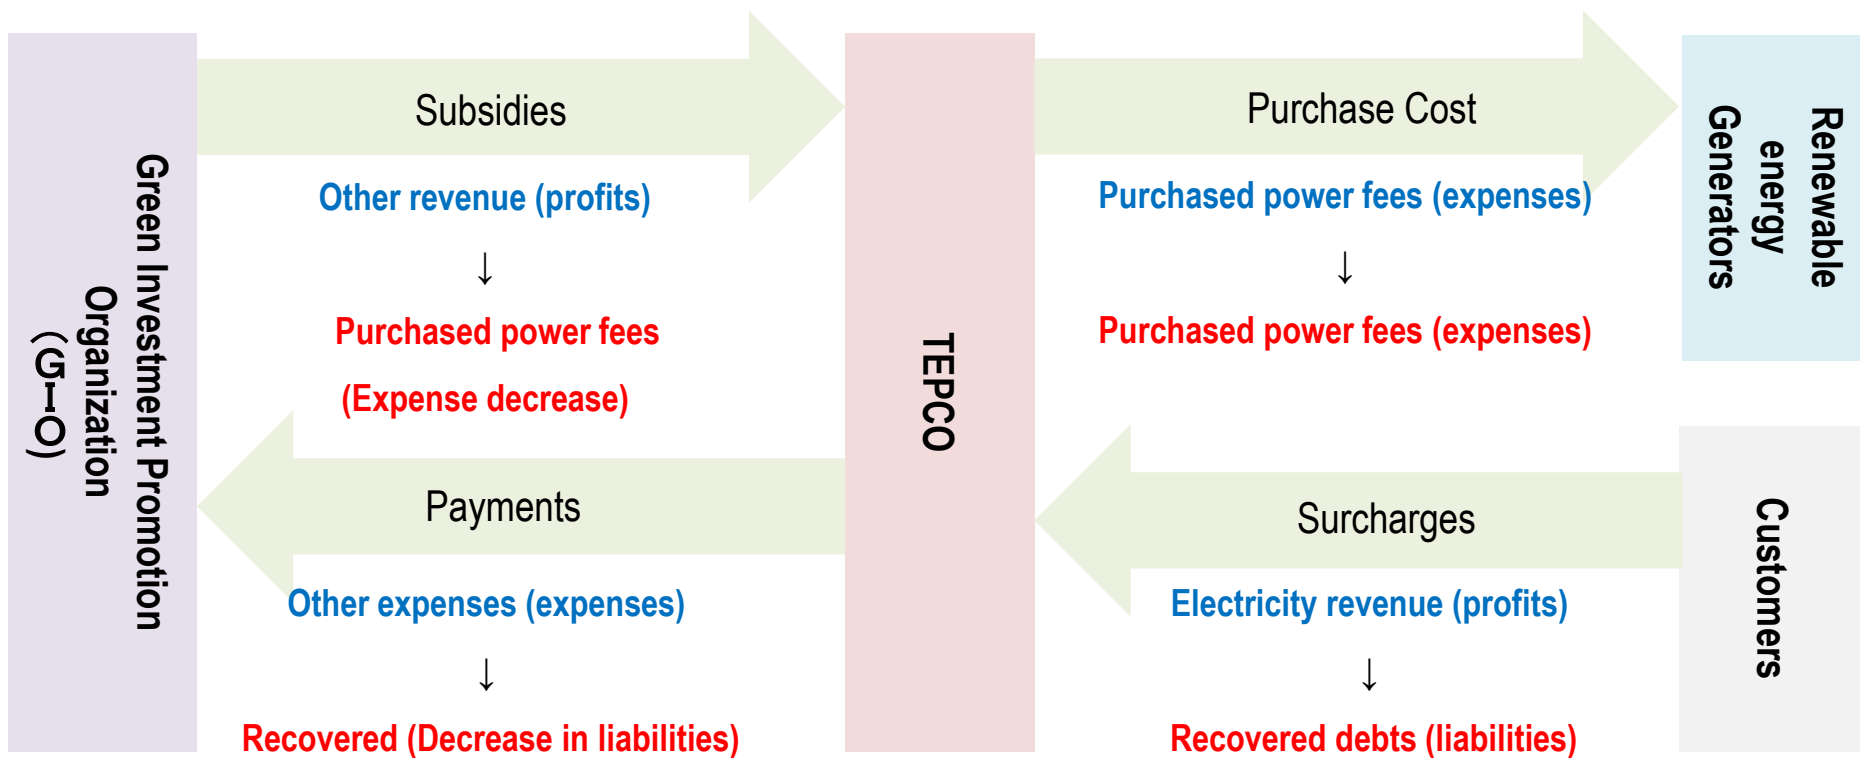 Green Investment Promotion
Organization
(GIO)
Subsidies
Other revenue (profits)
↓
Purchased power fees
(Expense decrease)
Payments
Other expenses (expenses)
↓
Recovered (Decrease in liabilities)
TEPCO
Purchase Cost
Purchased power fees (expenses)
↓
Purchased power fees (expenses)
Surcharges
Electricity revenue (profits)
↓
Recovered debts (liabilities)
Renewable
energy
Generators
Customers